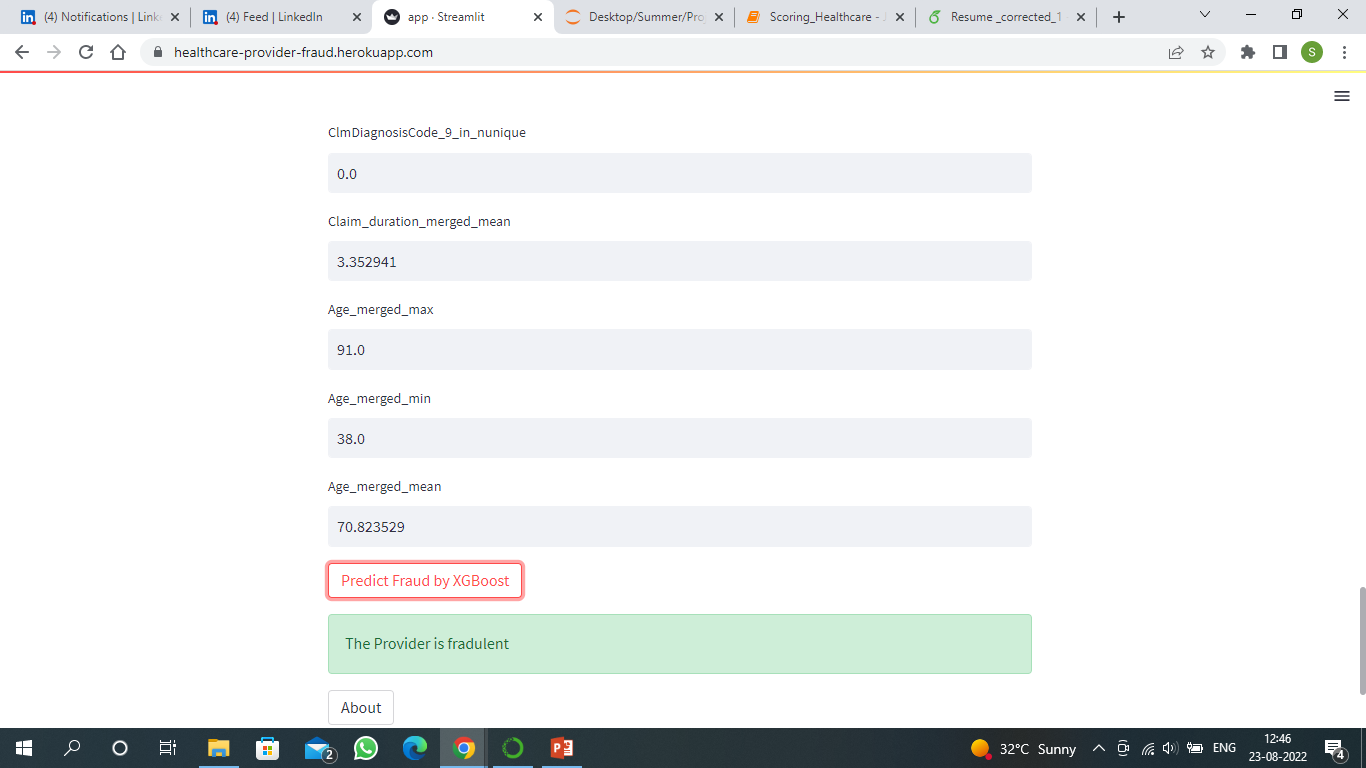 (4) Notifications | Linke
(4) Feed | LinkedIn
app · Streamlit
Desktop/Summer/Proj
Scoring_Healthcare - J
Resume _corrected_1
healthcare-provider-fraud.herokuapp.com
S
ClmDiagnosisCode_9_in_nunique
0.0
Claim_duration_merged_mean
3.352941
Age_merged_max
91.0
Age_merged_min
38.0
Age_merged_mean
70.823529
Predict Fraud by XGBoost
The Provider is fradulent
About
2
32°C Sunny
ENG
12:46
23-08-2022
4